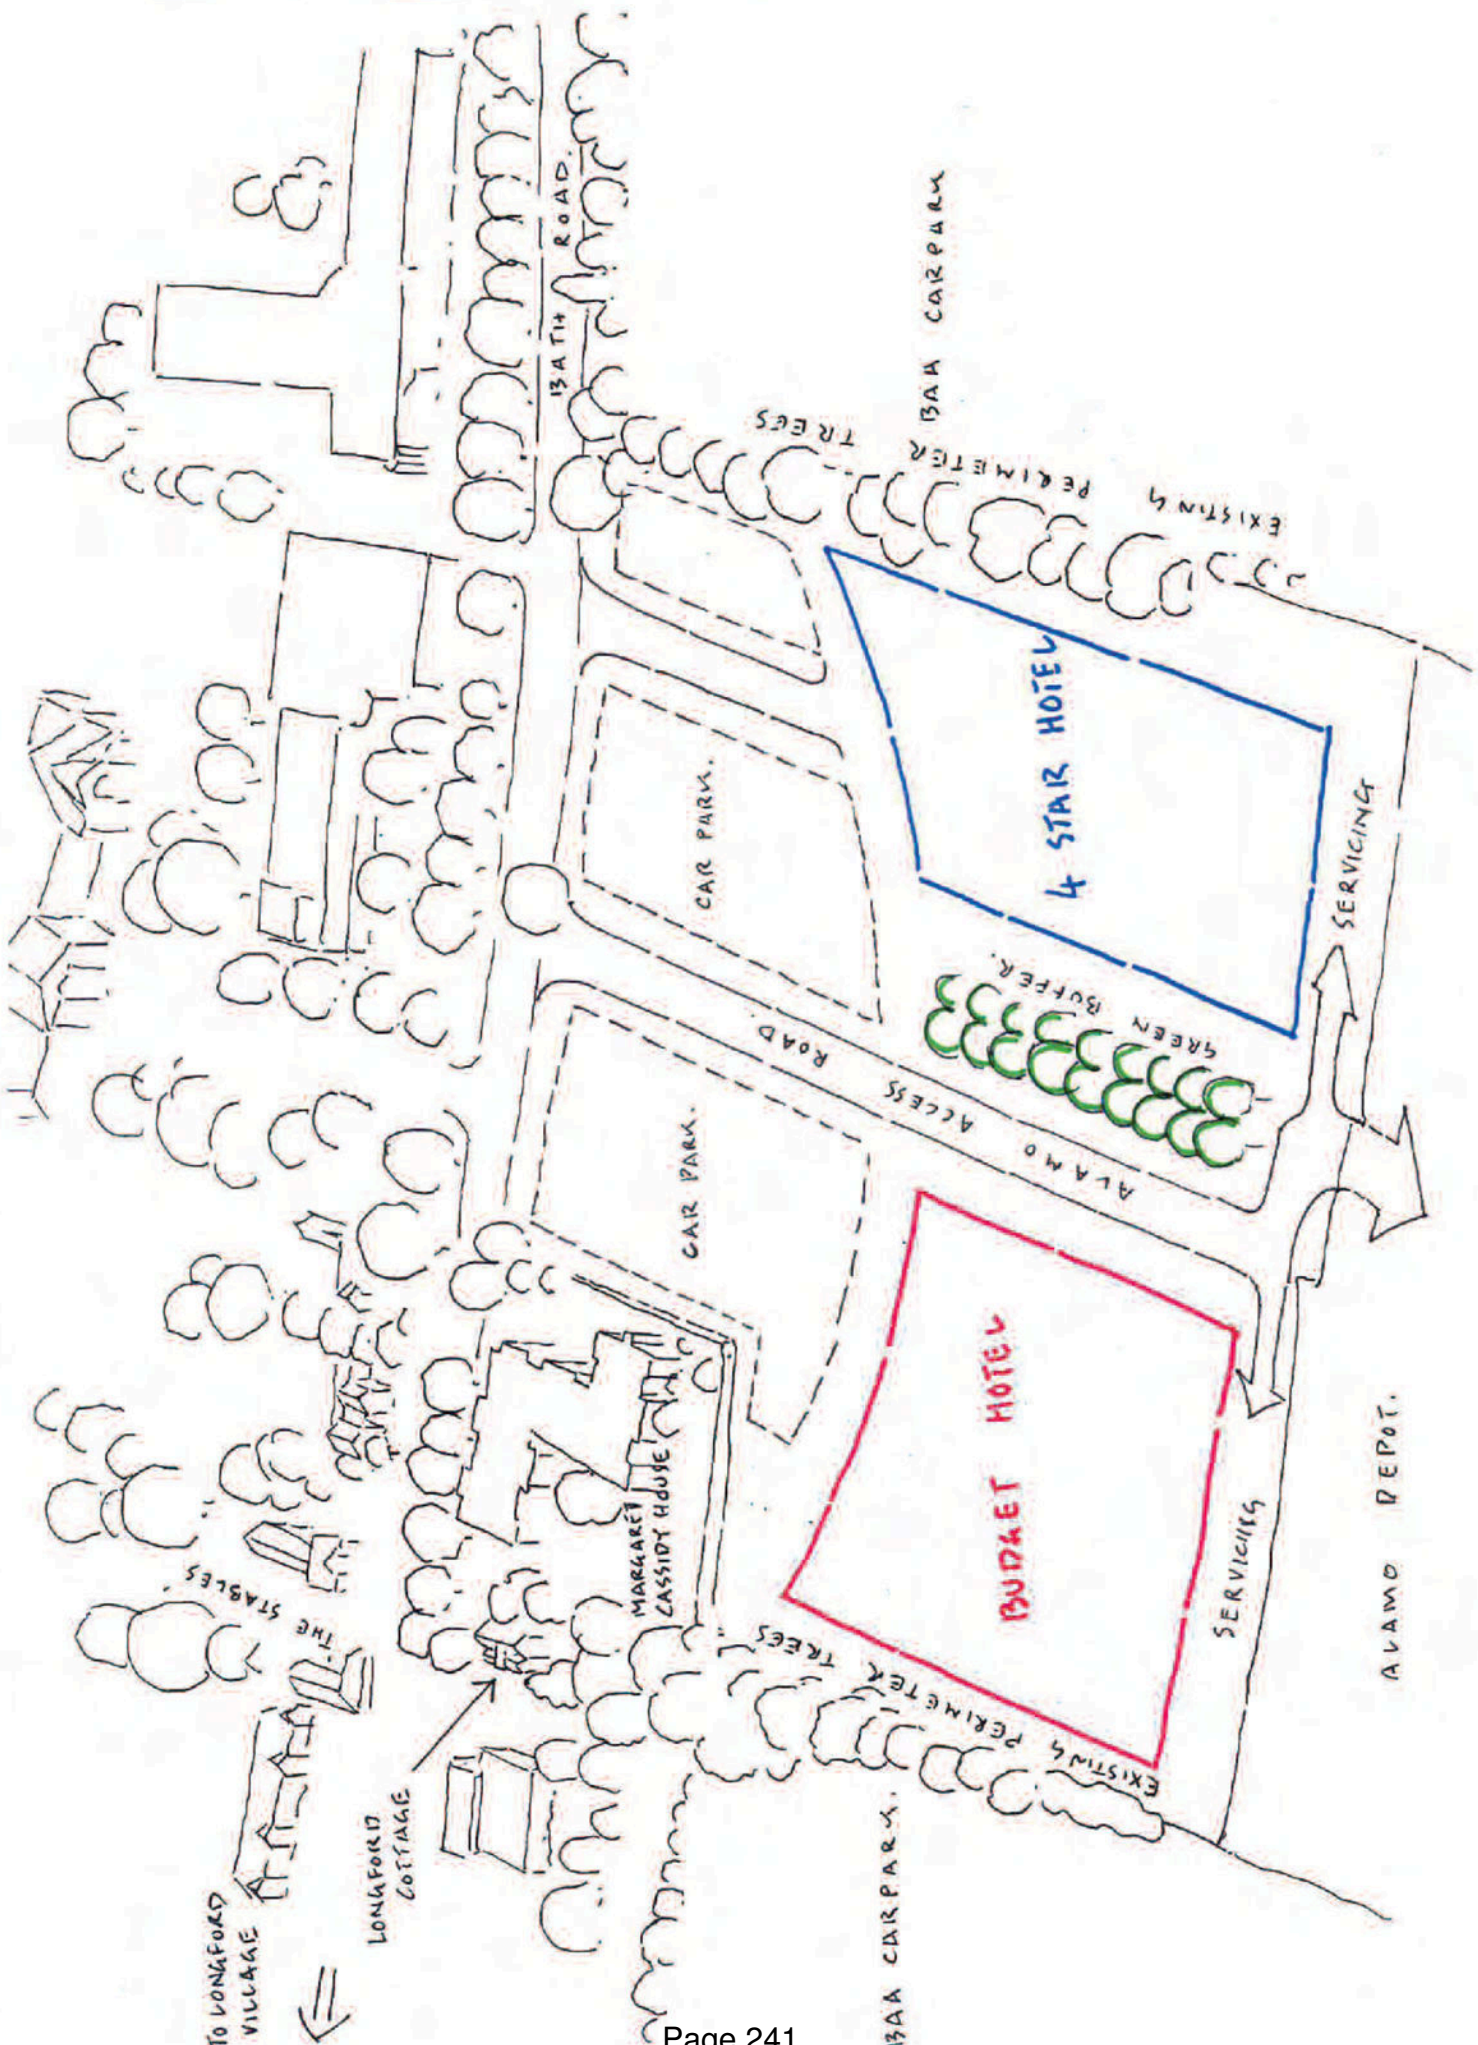 TO LONGFORD
VILLAGE
THE STABLES
LONGFORD
COTTAGE
MARGARET
CASSIDY HOUSE
BATH ROAD.
CAR PARK.
CAR PARK.
BAA CARPARK.
BAA CARPARK
EXISTING PERIMETER TREES
EXISTING PERIMETER TREES
ALAMO ACCESS ROAD
GREEN BUFFER.
BUDGET HOTEL
4 STAR HOTEL
SERVICING
SERVICING
ALAMO DEPOT.
Page 241